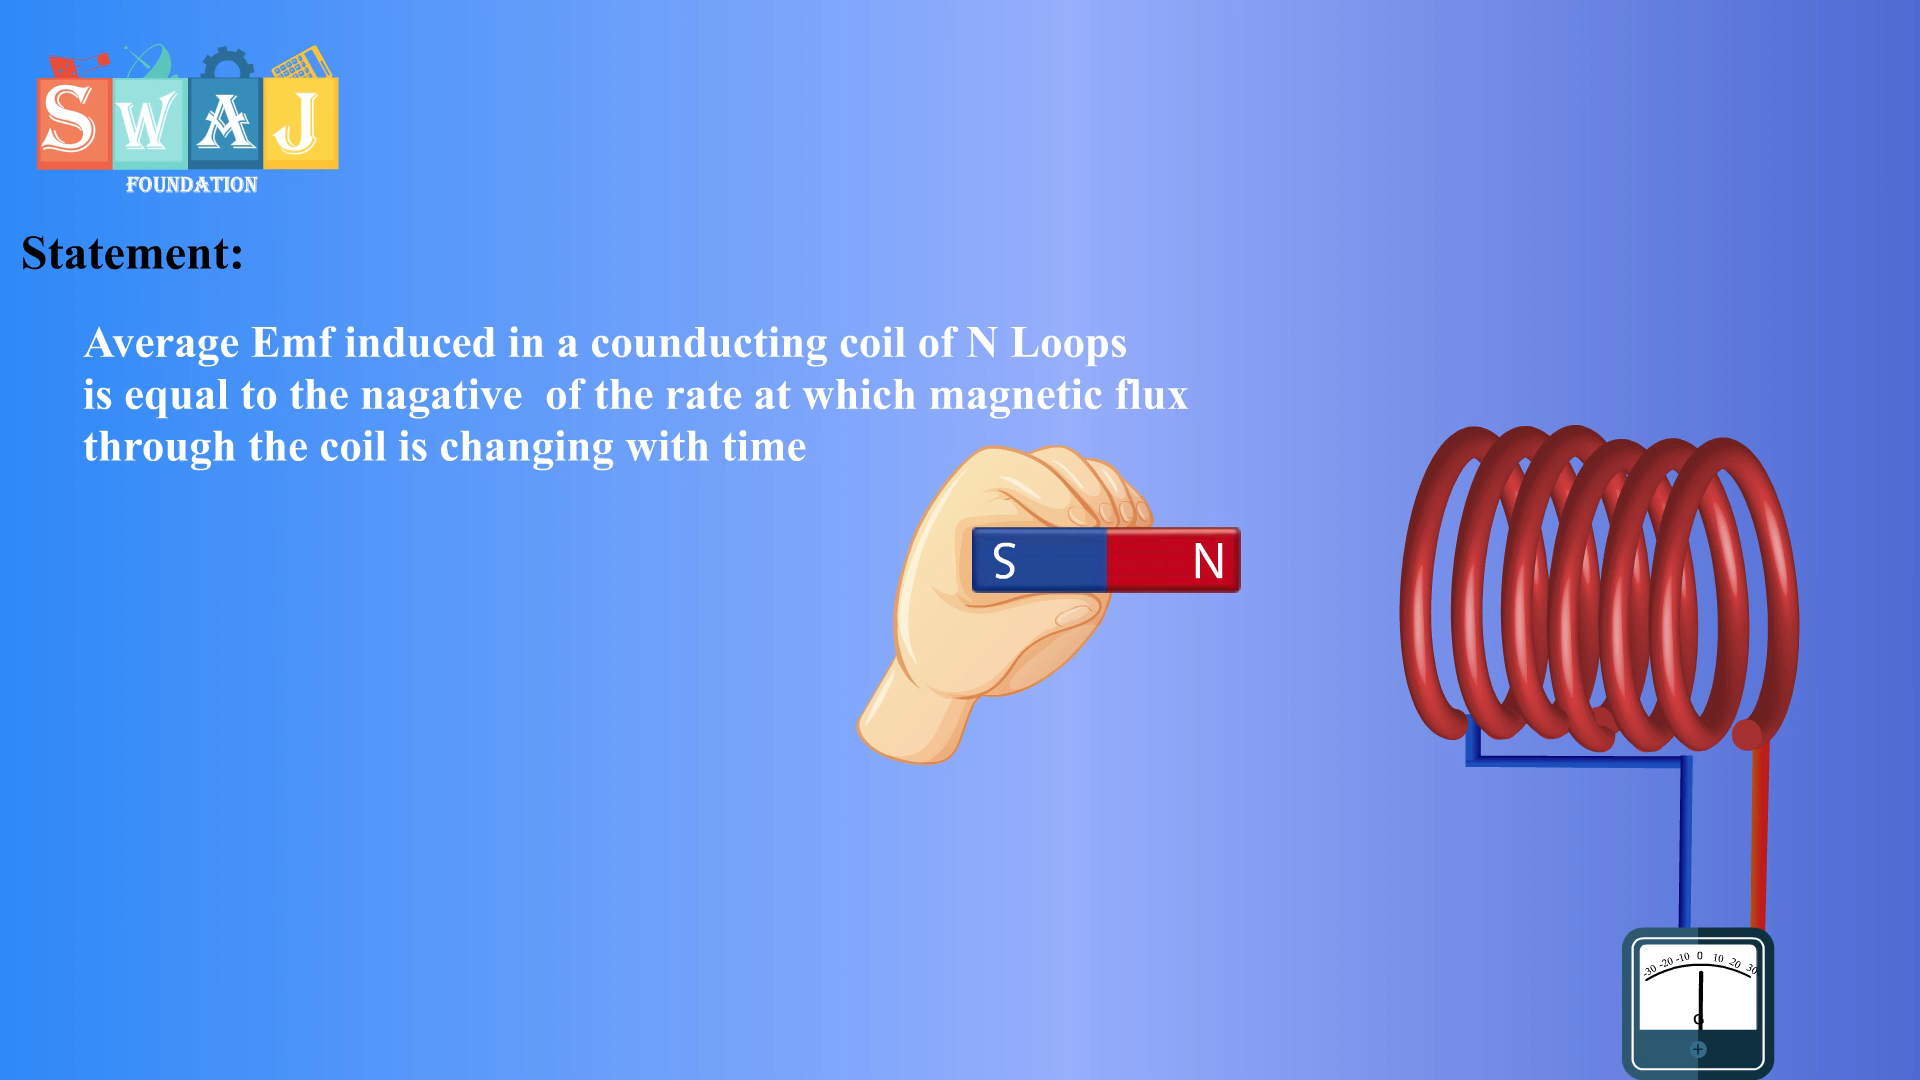 SWAJ
FOUNDATION
Statement:
Average Emf induced in a counducting coil of N Loops
is equal to the nagative of the rate at which magnetic flux
through the coil is changing with time
S N
-30 -20 -10 0 10 20 30
G
+